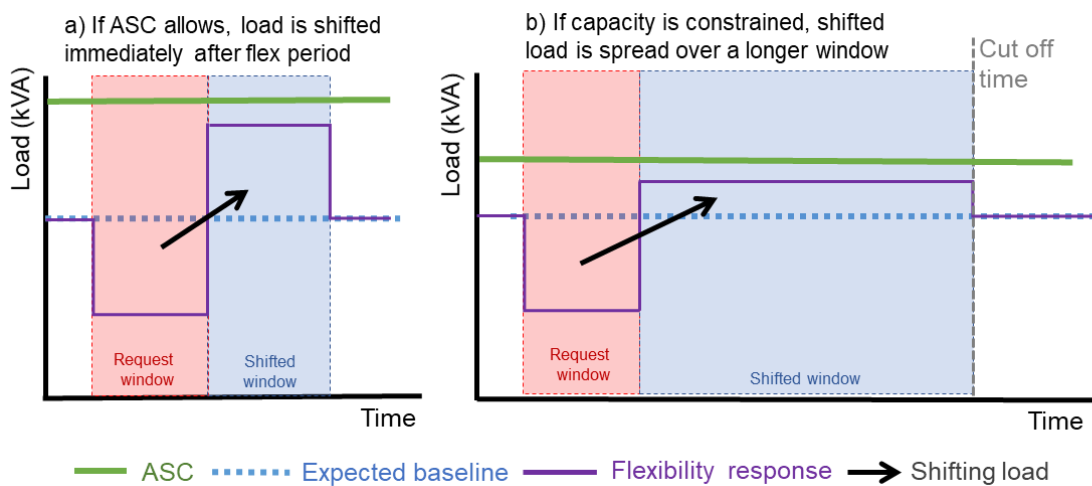 a) If ASC allows, load is shifted
immediately after flex period
Load (kVA)
Request
window
Shifted
window
Time
b) If capacity is constrained, shifted
load is spread over a longer window
Cut off
time
Load (kVA)
Request
window
Shifted window
Time
ASC
Expected baseline
Flexibility response
Shifting load